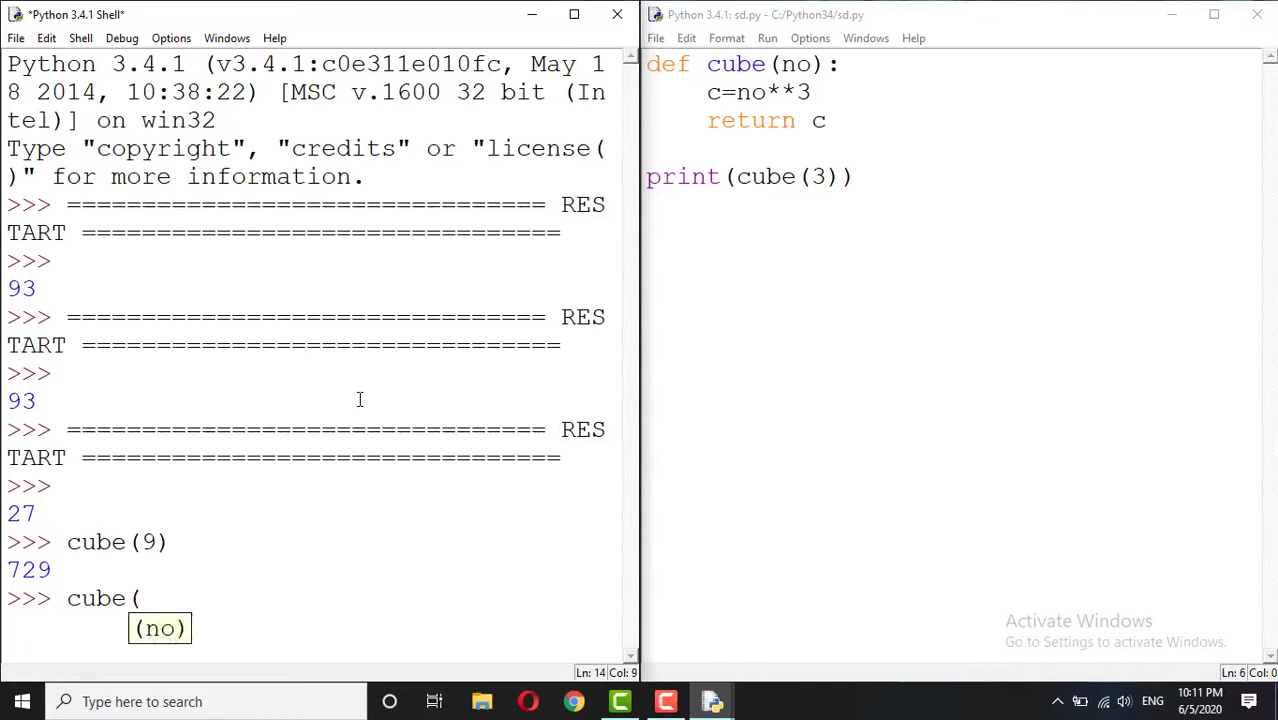 *Python 3.4.1 Shell*
File Edit Shell Debug Options Windows Help
Python 3.4.1 (v3.4.1:c0e311e010fc, May 1
8 2014, 10:38:22) [MSC v.1600 32 bit (In
tel)] on win32
Type "copyright", "credits" or "license(
)" for more information.
>>> ================================ RES
TART ================================
>>>
93
>>> ================================ RES
TART ================================
>>>
93
>>> ================================ RES
TART ================================
>>>
27
>>> cube(9)
729
>>> cube(
(no)
Ln: 14 Col: 9
Python 3.4.1: sd.py - C:/Python34/sd.py
File Edit Format Run Options Windows Help
def cube(no):
    c=no**3
    return c
print(cube(3))
Activate Windows
Go to Settings to activate Windows.
Ln: 6 Col: 0
Type here to search
ENG
10:11 PM
6/5/2020